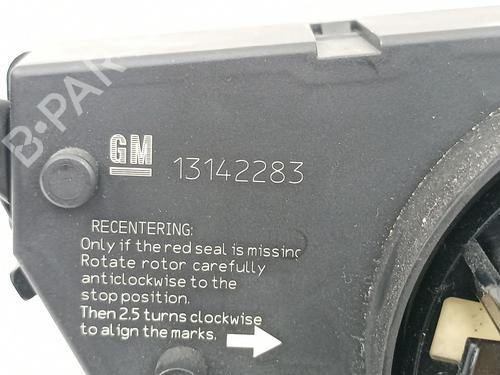 B-PAR
GM 13142283
RECENTERING:
Only if the red seal is missing
Rotate rotor carefully
anticlockwise to the
stop position.
Then 2.5 turns clockwise
to align the marks.